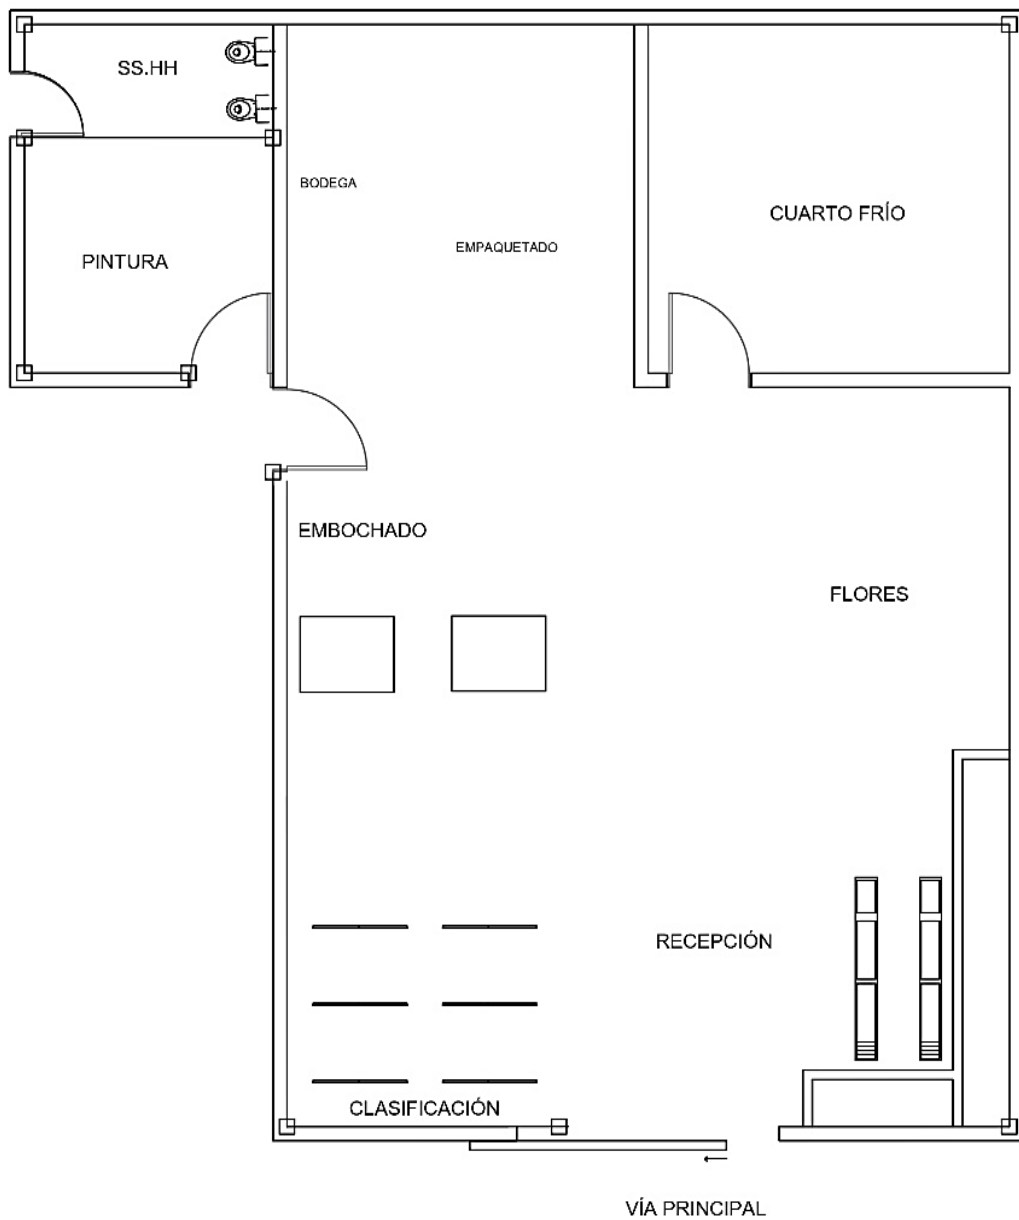 SS.HH
BODEGA
CUARTO FRÍO
EMPAQUETADO
PINTURA
EMBOCHADO
FLORES
RECEPCIÓN
CLASIFICACIÓN
VÍA PRINCIPAL